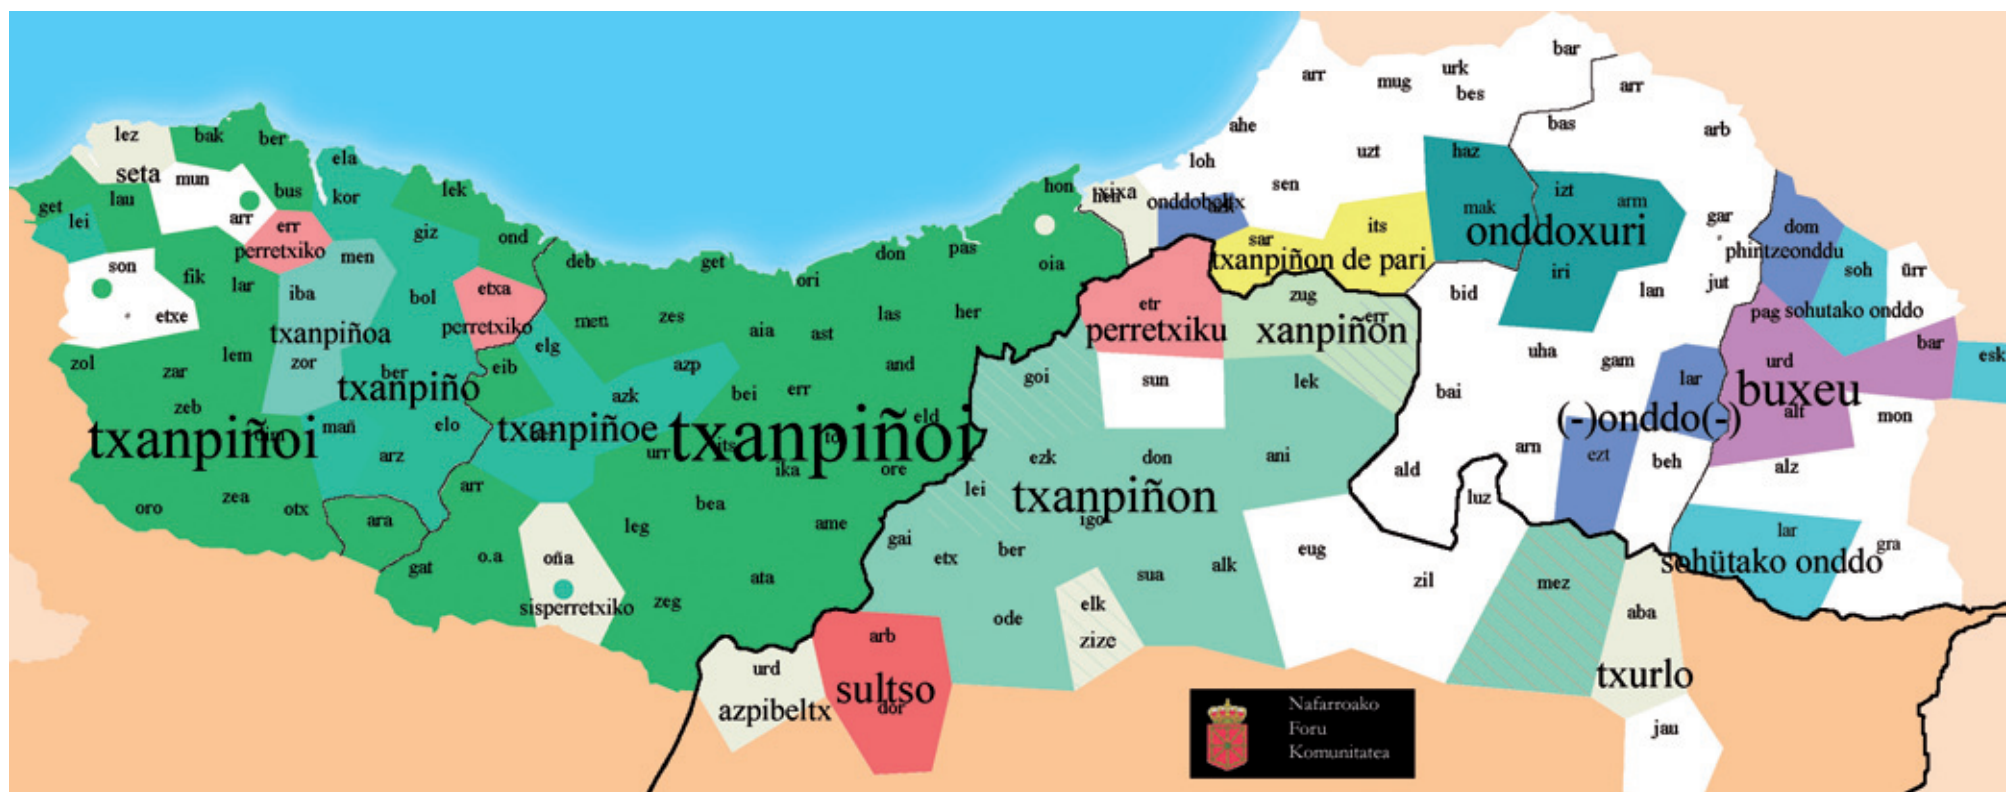 bar
urk
arr
mug
bes
arr
lez
bak
ber
ahe
bas
arb
ela
loh
uzt
haz
seta
mun
bus
kor
lek
hon
txixa
sen
izt
arm
get
lau
lei
arr
err
giz
ond
onddobeltx
mak
gar
dom
perretxiko
men
deb
get
don
pas
oia
sar
its
onddoxuri
phintzeonddu
son
fik
lar
iba
bol
etxa
ori
txanpiñon de pari
iri
lan
jut
soh
ürr
etxe
txanpiñoa
perretxiko
men
zes
aia
ast
las
her
etr
perretxiku
zug
xanpiñon
err
bid
pag
sohutako onddo
zol
zar
lem
zor
ber
eib
elg
azp
and
goi
sun
lek
uha
gam
urd
bar
esk
zeb
txanpiño
azk
bei
err
bai
lar
buxeu
txanpiñoi
mañ
elo
txanpiñoe
txanpiñoi
eld
(-)onddo(-)
alt
mon
arz
urr
its
ika
ore
ezk
don
ani
ald
arn
ezt
beh
alz
oro
zea
otx
ara
arr
leg
bea
ame
lei
txanpiñon
igo
luz
gat
o.a
oña
ata
gai
etx
ber
sua
alk
eug
zil
mez
lar
sohütako onddo
gra
sisperretxiko
zeg
arb
ode
elk
zize
aba
urd
sultso
txurlo
azpibeltx
dor
jau
Nafarroako
Foru
Komunitatea